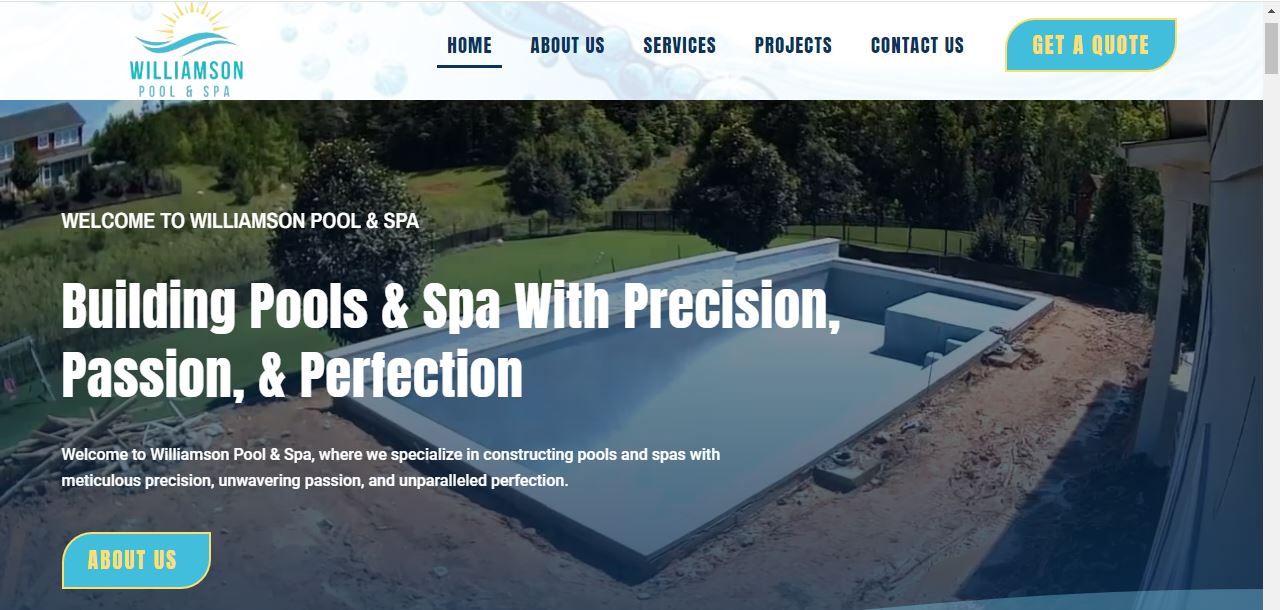 WILLIAMSON
POOL & SPA
HOME
ABOUT US
SERVICES
PROJECTS
CONTACT US
GET A QUOTE
WELCOME TO WILLIAMSON POOL & SPA
Building Pools & Spa With Precision,
Passion, & Perfection
Welcome to Williamson Pool & Spa, where we specialize in constructing pools and spas with
meticulous precision, unwavering passion, and unparalleled perfection.
ABOUT US